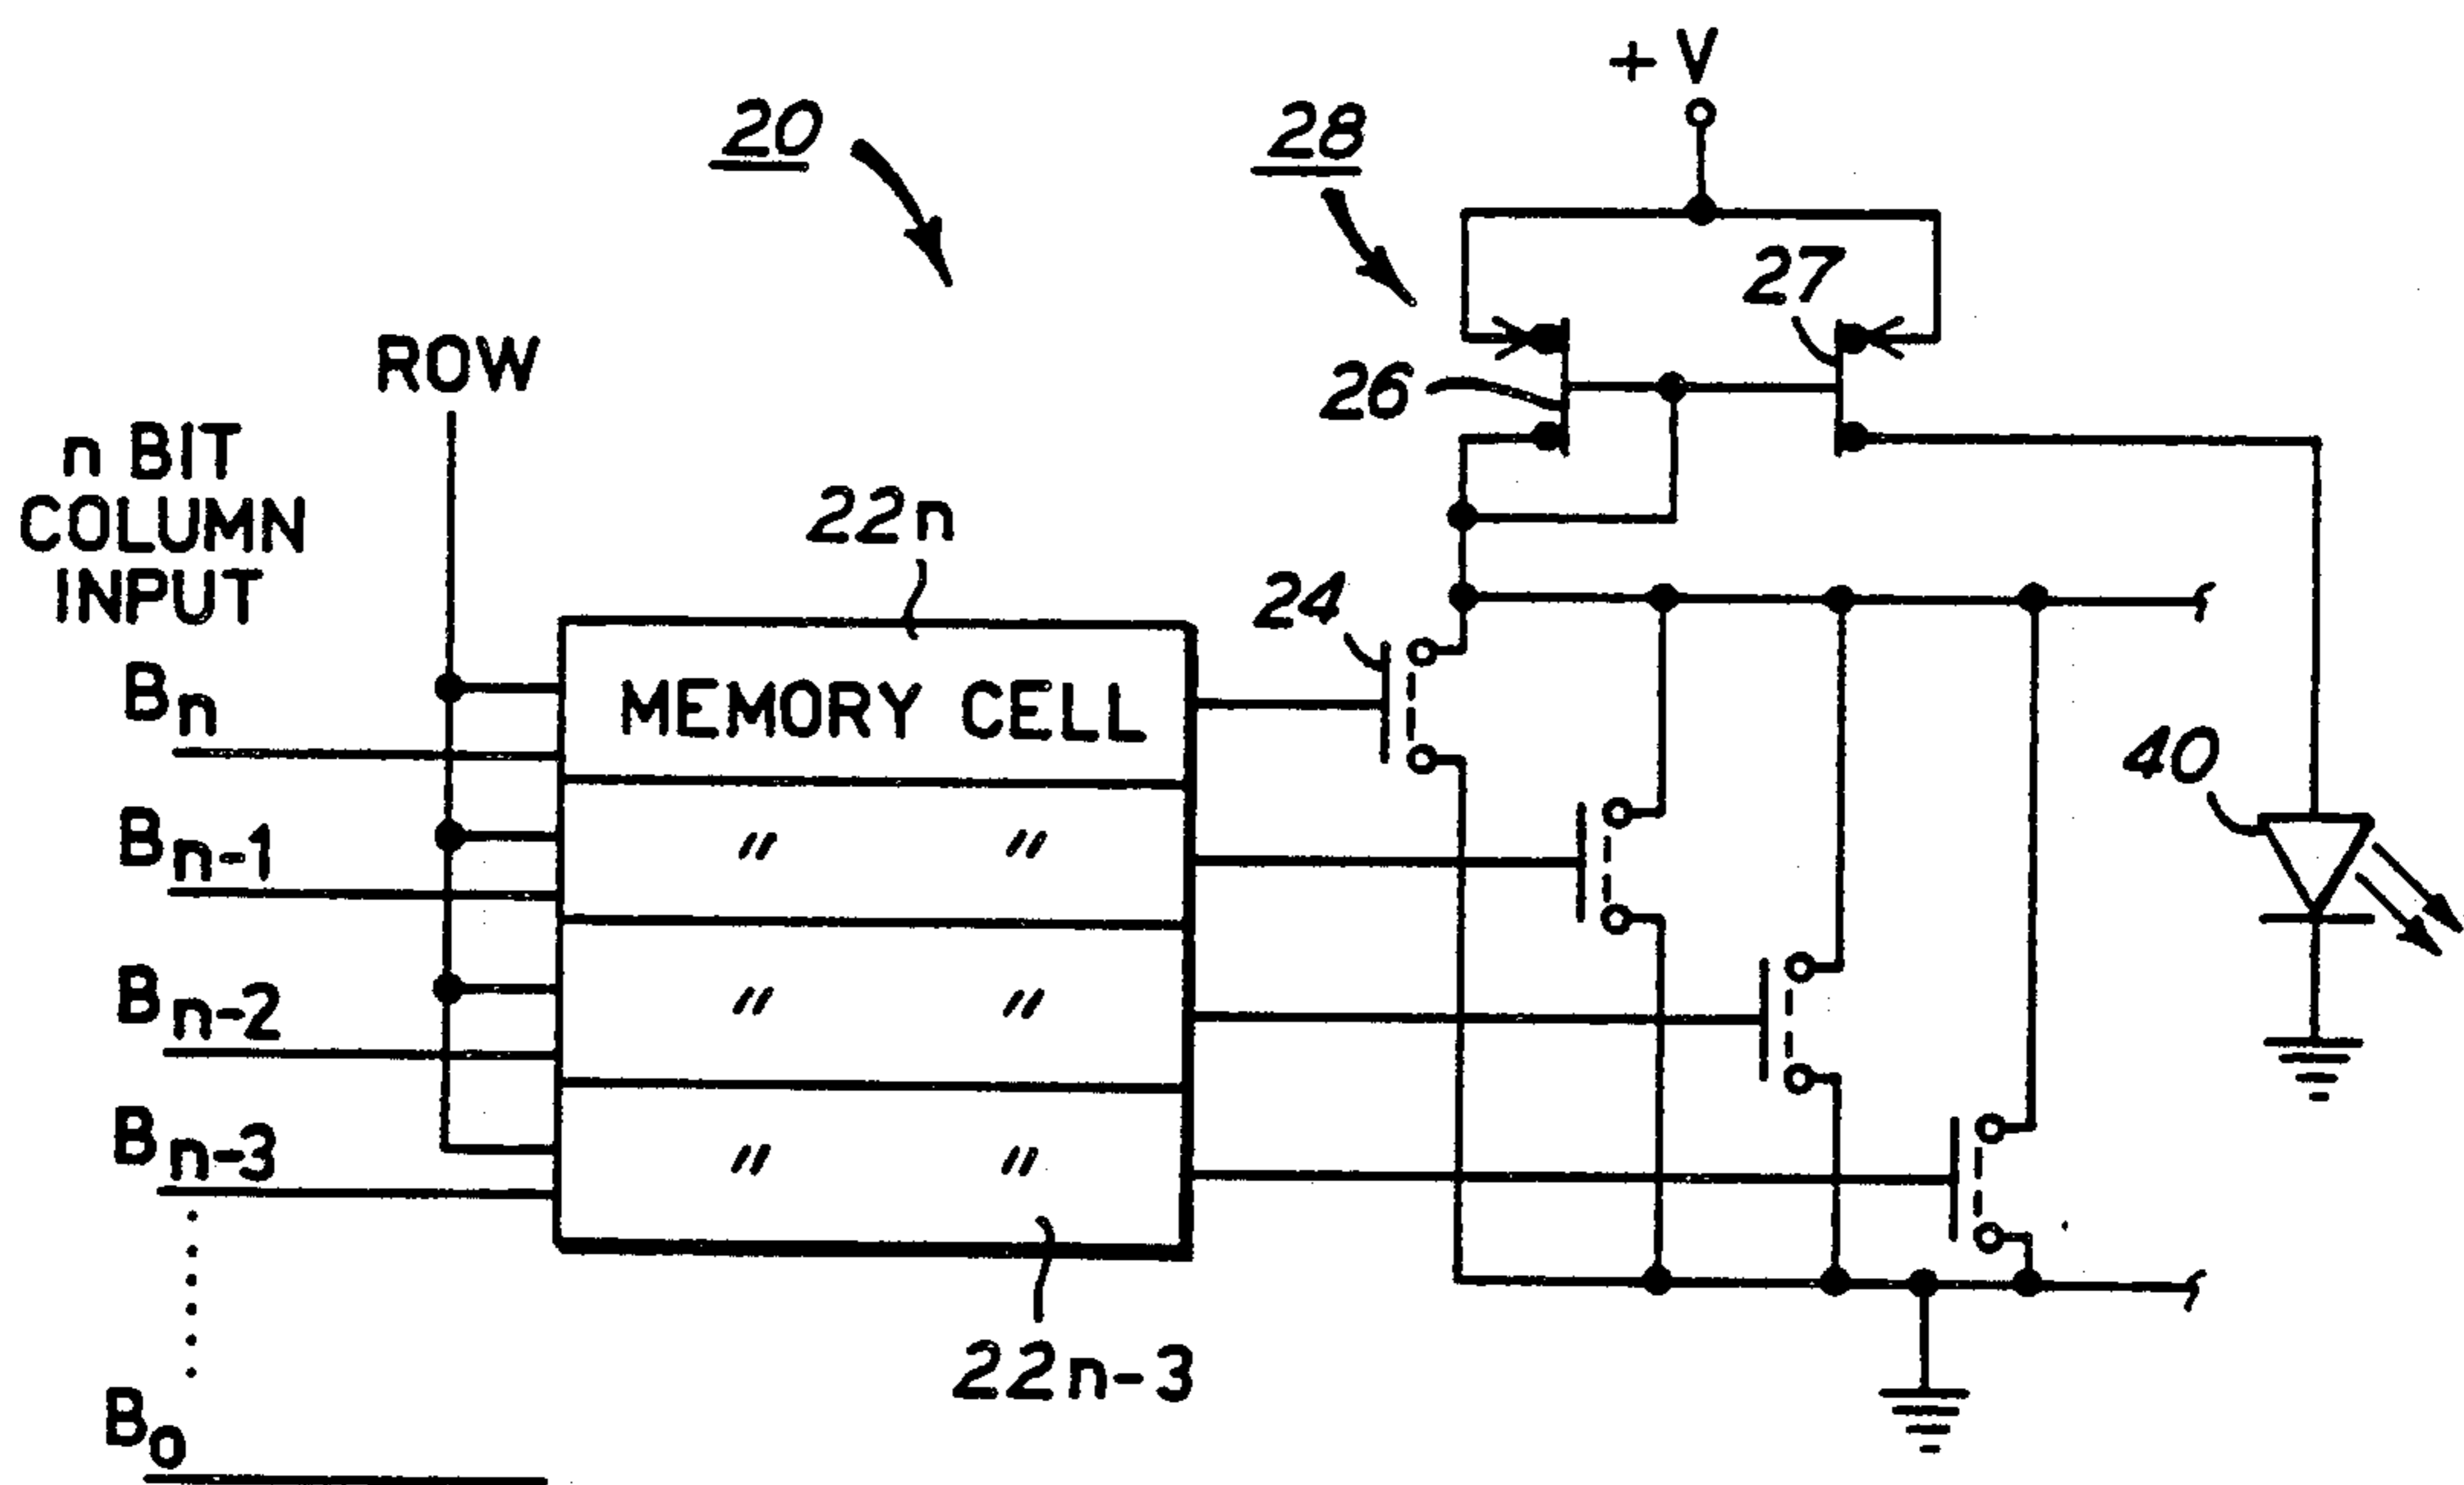 + V
20
28
27
ROW
26
n BIT
COLUMN
INPUT
22n
24
Bn
MEMORY CELL
40
Bn-1
" "
Bn-2
" "
Bn-3
" "
22n-3
Bo